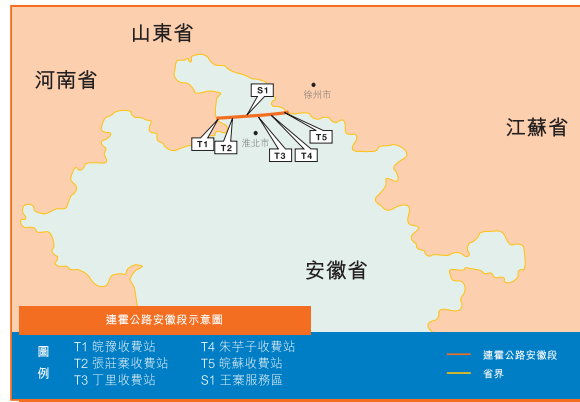 山東省
河南省
S1
徐州市
江蘇省
T1
T2
淮北市
T3
T4
T5
安徽省
連霍公路安徽段示意圖
圖例
T1 皖豫收費站
T2 張莊寨收費站
T3 丁里收費站
T4 朱芋子收費站
T5 皖蘇收費站
S1 王寨服務區
連霍公路安徽段
省界